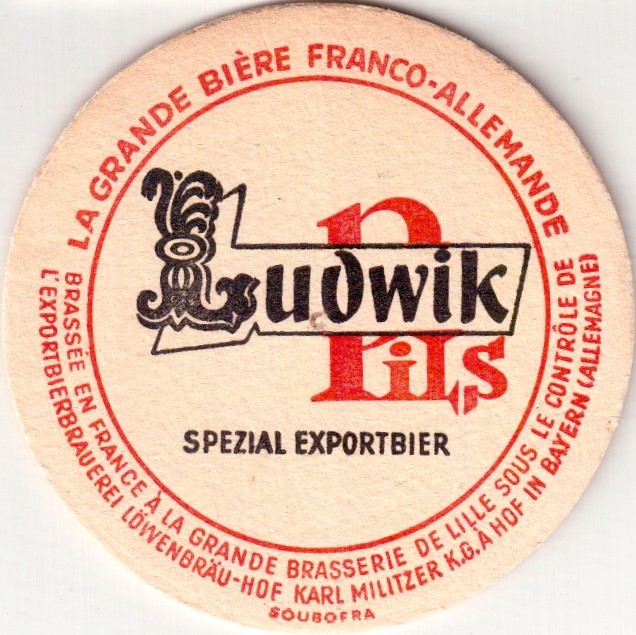 LA GRANDE BIÈRE FRANCO-ALLEMANDE
Ludwik
Pils
SPEZIAL EXPORTBIER
BRASSÉE EN FRANCE À LA GRANDE BRASSERIE DE LILLE SOUS LE CONTRÔLE DE
L'EXPORTBIERBRAUEREI LÖWENBRÄU-HOF KARL MILITZER K.G. À HOF IN BAYERN (ALLEMAGNE)
SOUBOFRA